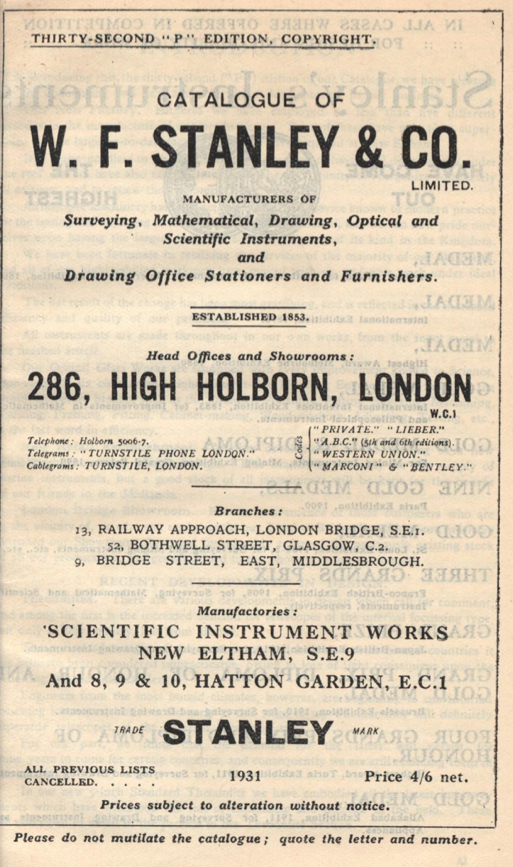 THIRTY-SECOND "P" EDITION, COPYRIGHT.
CATALOGUE OF
W. F. STANLEY & CO.
LIMITED.
MANUFACTURERS OF
Surveying, Mathematical, Drawing, Optical and
Scientific Instruments,
and
Drawing Office Stationers and Furnishers.
ESTABLISHED 1853.
Head Offices and Showrooms:
286, HIGH HOLBORN, LONDON
W.C.1
Telephone: Holborn 5006-7.
Telegrams: "TURNSTILE PHONE LONDON."
Cablegrams: TURNSTILE, LONDON.
Codes
"PRIVATE." "LIEBER."
"A.B.C." (5th and 6th editions).
"WESTERN UNION."
"MARCONI" & "BENTLEY."
Branches:
13, RAILWAY APPROACH, LONDON BRIDGE, S.E.1.
52, BOTHWELL STREET, GLASGOW, C.2.
9, BRIDGE STREET, EAST, MIDDLESBROUGH.
Manufactories:
SCIENTIFIC INSTRUMENT WORKS
NEW ELTHAM, S.E.9
And 8, 9 & 10, HATTON GARDEN, E.C.1
TRADE STANLEY MARK
ALL PREVIOUS LISTS
CANCELLED. . . . . .
1931
Price 4/6 net.
Prices subject to alteration without notice.
Please do not mutilate the catalogue; quote the letter and number.